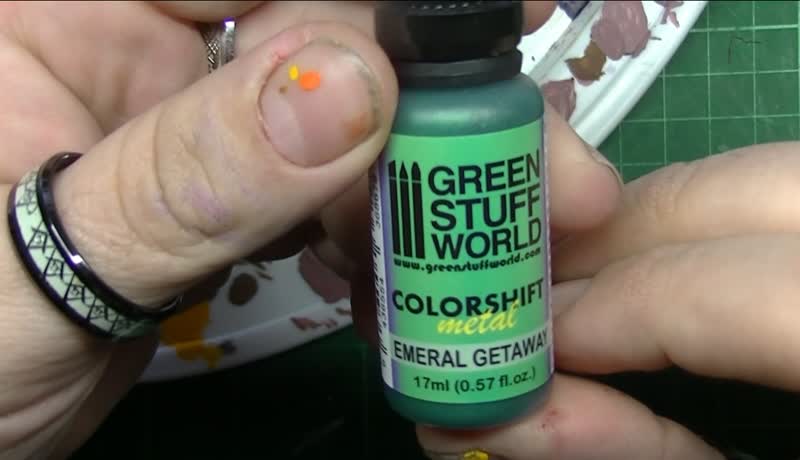 GREEN
STUFF
WORLD
www.greenstuffworld.com
COLORSHIFT
metal
EMERAL GETAWAY
17ml (0.57 fl.oz.)